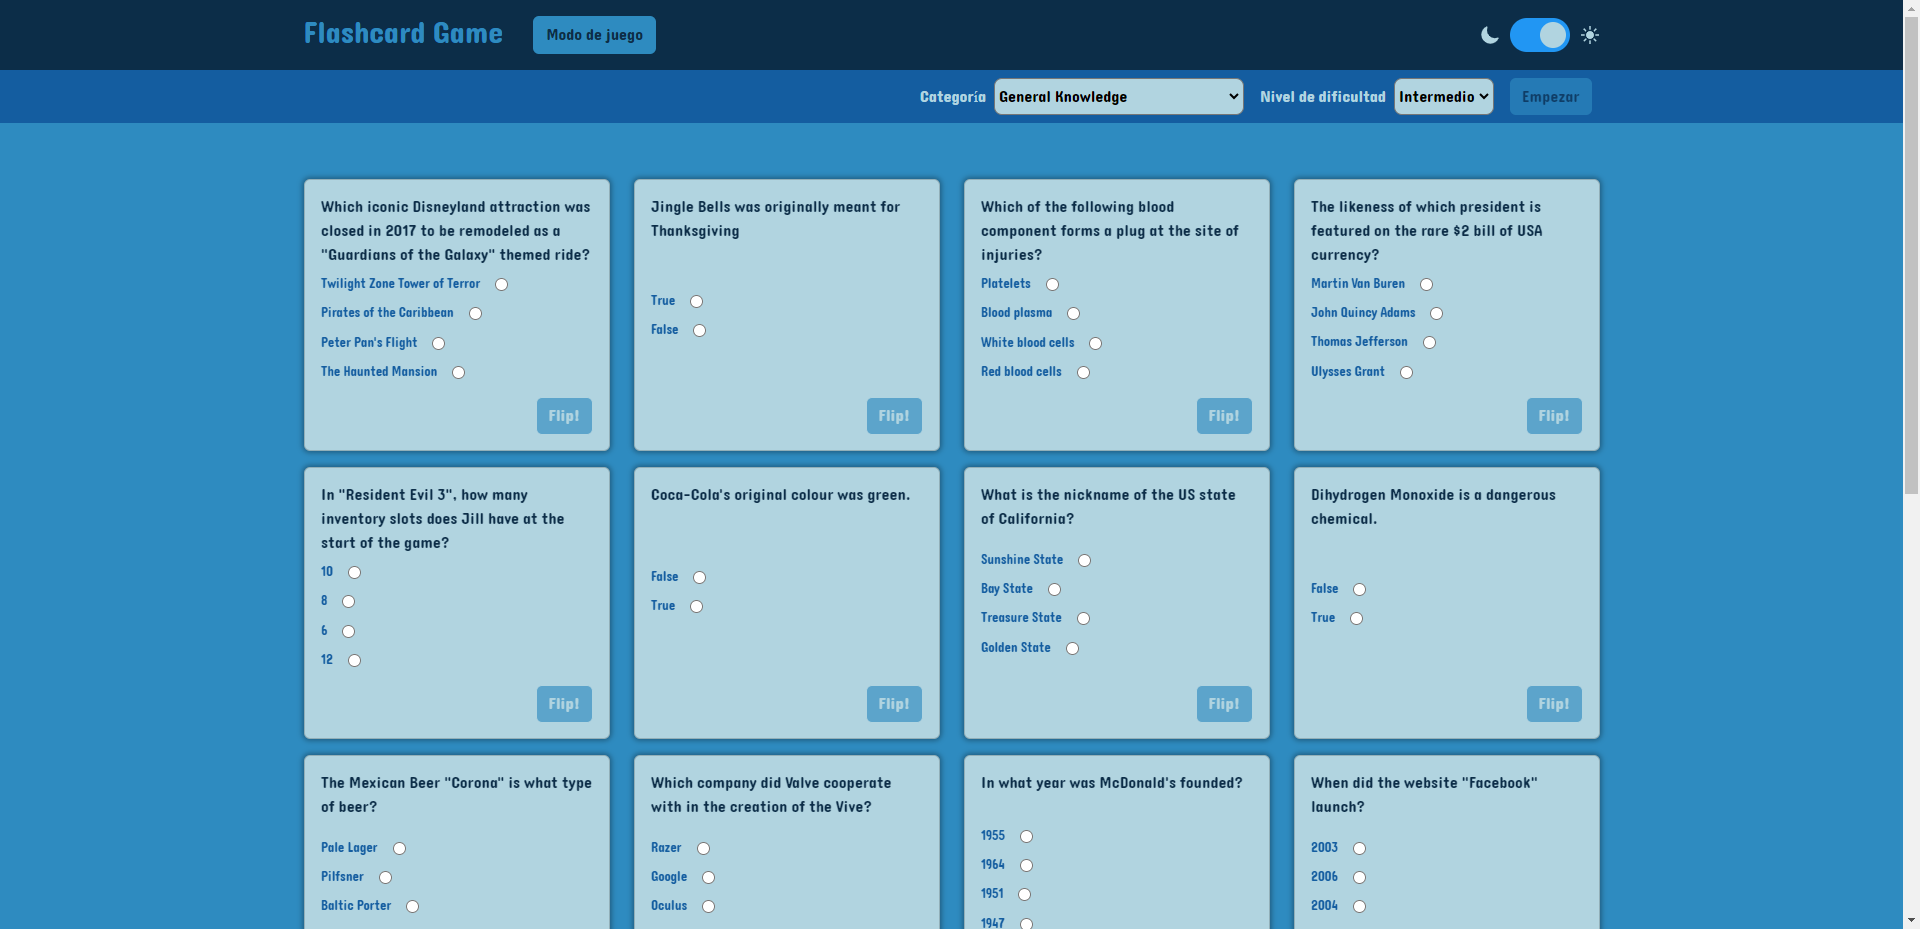 Flashcard Game
Modo de juego
Categoría
General Knowledge
Nivel de dificultad
Intermedio
Empezar
Which iconic Disneyland attraction was
closed in 2017 to be remodeled as a
"Guardians of the Galaxy" themed ride?
Twilight Zone Tower of Terror
Pirates of the Caribbean
Peter Pan's Flight
The Haunted Mansion
Flip!
Jingle Bells was originally meant for
Thanksgiving
True
False
Flip!
Which of the following blood
component forms a plug at the site of
injuries?
Platelets
Blood plasma
White blood cells
Red blood cells
Flip!
The likeness of which president is
featured on the rare $2 bill of USA
currency?
Martin Van Buren
John Quincy Adams
Thomas Jefferson
Ulysses Grant
Flip!
In "Resident Evil 3", how many
inventory slots does Jill have at the
start of the game?
10
8
6
12
Flip!
Coca-Cola's original colour was green.
False
True
Flip!
What is the nickname of the US state
of California?
Sunshine State
Bay State
Treasure State
Golden State
Flip!
Dihydrogen Monoxide is a dangerous
chemical.
False
True
Flip!
The Mexican Beer "Corona" is what type
of beer?
Pale Lager
Pilfsner
Baltic Porter
Which company did Valve cooperate
with in the creation of the Vive?
Razer
Google
Oculus
In what year was McDonald's founded?
1955
1964
1951
1947
When did the website "Facebook"
launch?
2003
2006
2004